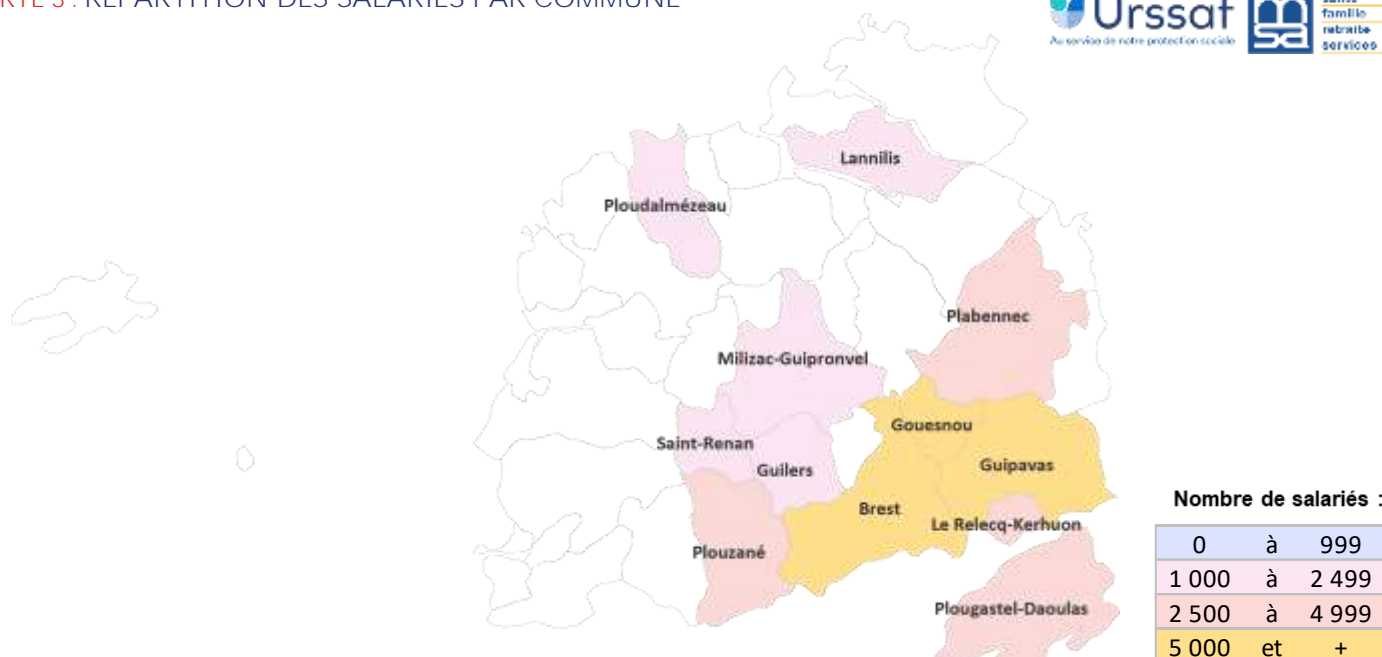 RÉPARTITION DES SALARIÉS PAR COMMUNE
Urssaf
Au service de notre protection sociale
msa
famille
retraite
services
Lannilis
Ploudalmézeau
Plabennec
Milizac-Guipronvel
Gouesnou
Saint-Renan
Guipavas
Guilers
Brest
Le Relecq-Kerhuon
Plouzané
Plougastel-Daoulas
Nombre de salariés :
0 à 999
1 000 à 2 499
2 500 à 4 999
5 000 et +